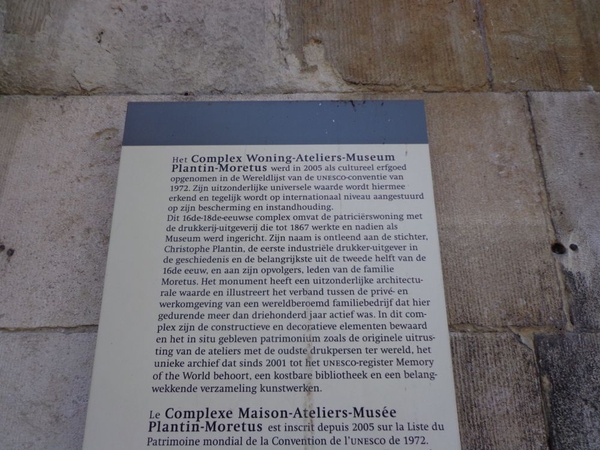 Het Complex Woning-Ateliers-Museum
Plantin-Moretus werd in 2005 als cultureel erfgoed
opgenomen in de Wereldlijst van de UNESCO-conventie van
1972. Zijn uitzonderlijke universele waarde wordt hiermee
erkend en tegelijk wordt op internationaal niveau aangestuurd
op zijn bescherming en instandhouding.
Dit 16de-18de-eeuwse complex omvat de patriciërswoning met
de drukkerij-uitgeverij die tot 1867 werkte en nadien als
Museum werd ingericht. Zijn naam is ontleend aan de stichter,
Christophe Plantin, de eerste industriële drukker-uitgever in
de geschiedenis en de belangrijkste uit de tweede helft van de
16de eeuw, en aan zijn opvolgers, leden van de familie
Moretus. Het monument heeft een uitzonderlijke architectu-
rale waarde en illustreert het verband tussen de privé- en
werkomgeving van een wereldberoemd familiebedrijf dat hier
gedurende meer dan driehonderd jaar actief was. In dit com-
plex zijn de constructieve en decoratieve elementen bewaard
en het in situ gebleven patrimonium zoals de originele uitrus-
ting van de ateliers met de oudste drukpersen ter wereld, het
unieke archief dat sinds 2001 tot het UNESCO-register Memory
of the World behoort, een kostbare bibliotheek en een belang-
wekkende verzameling kunstwerken.
Le Complexe Maison-Ateliers-Musée
Plantin-Moretus est inscrit depuis 2005 sur la Liste du
Patrimoine mondial de la Convention de l'UNESCO de 1972.